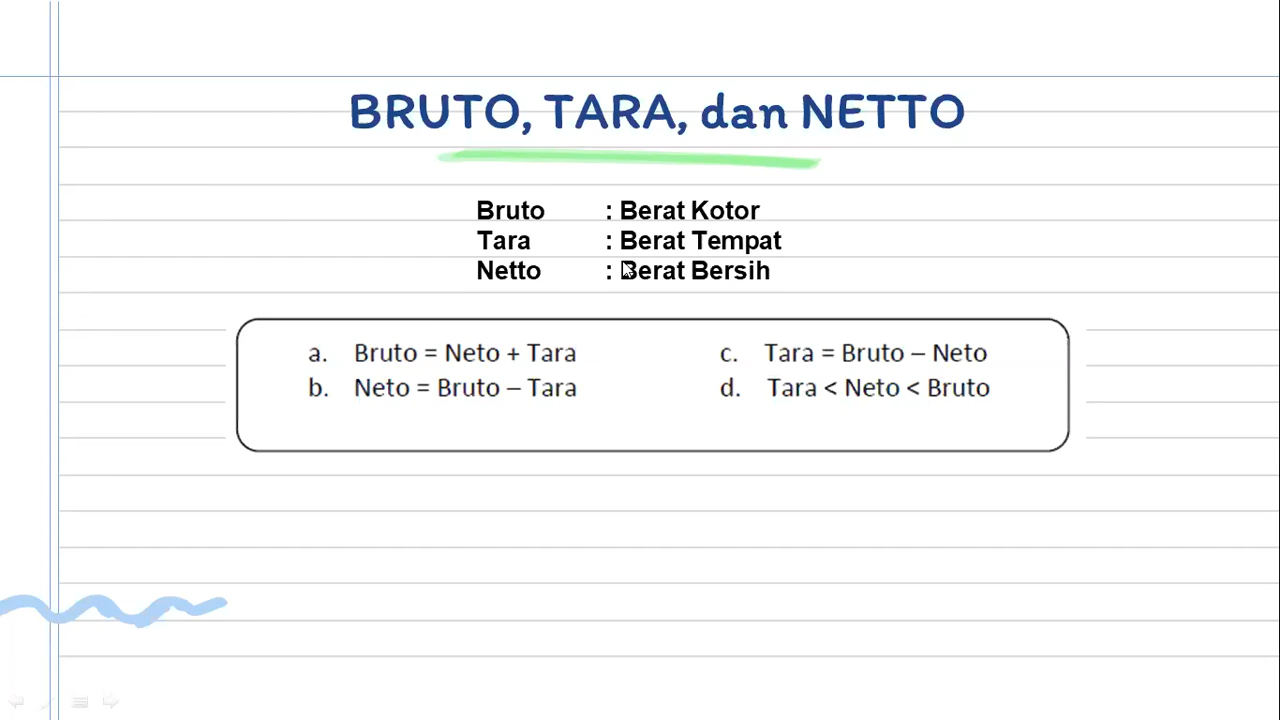 BRUTO, TARA, dan NETTO
Bruto : Berat Kotor
Tara : Berat Tempat
Netto : Berat Bersih
a. Bruto = Neto + Tara c. Tara = Bruto – Neto
b. Neto = Bruto – Tara d. Tara < Neto < Bruto